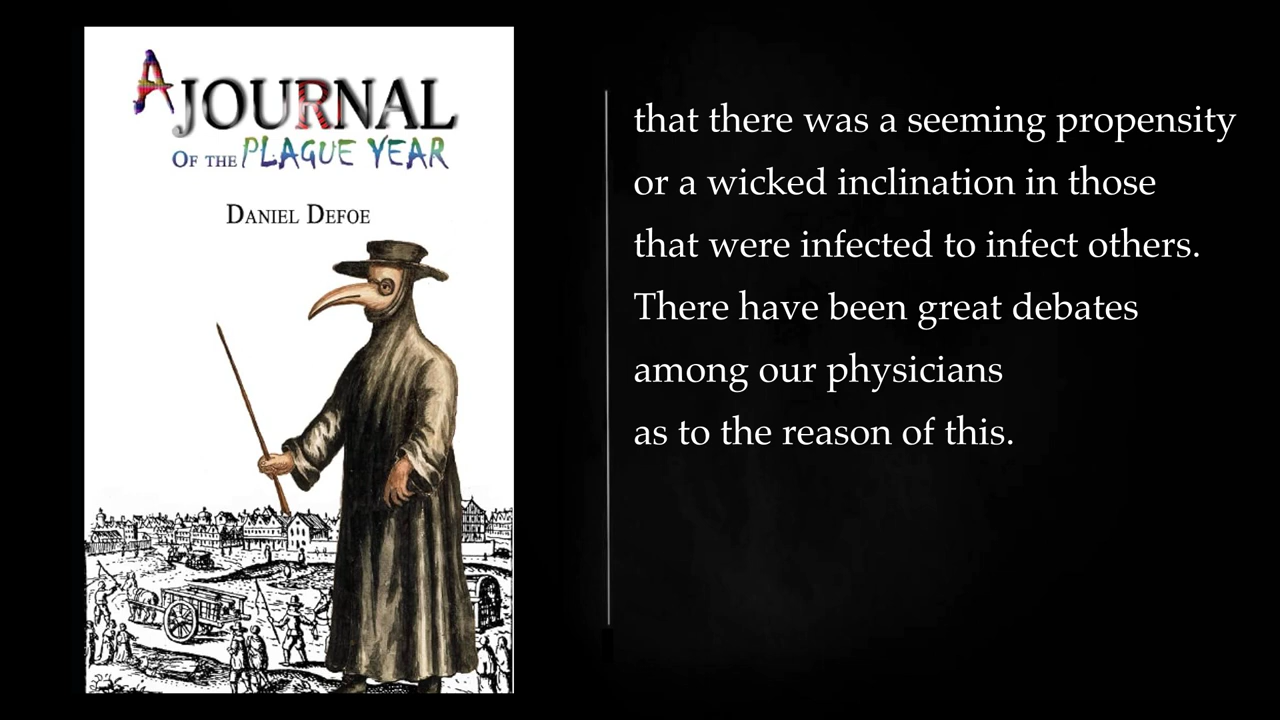 A JOURNAL
OF THE PLAGUE YEAR
DANIEL DEFOE
that there was a seeming propensity
or a wicked inclination in those
that were infected to infect others.
There have been great debates
among our physicians
as to the reason of this.